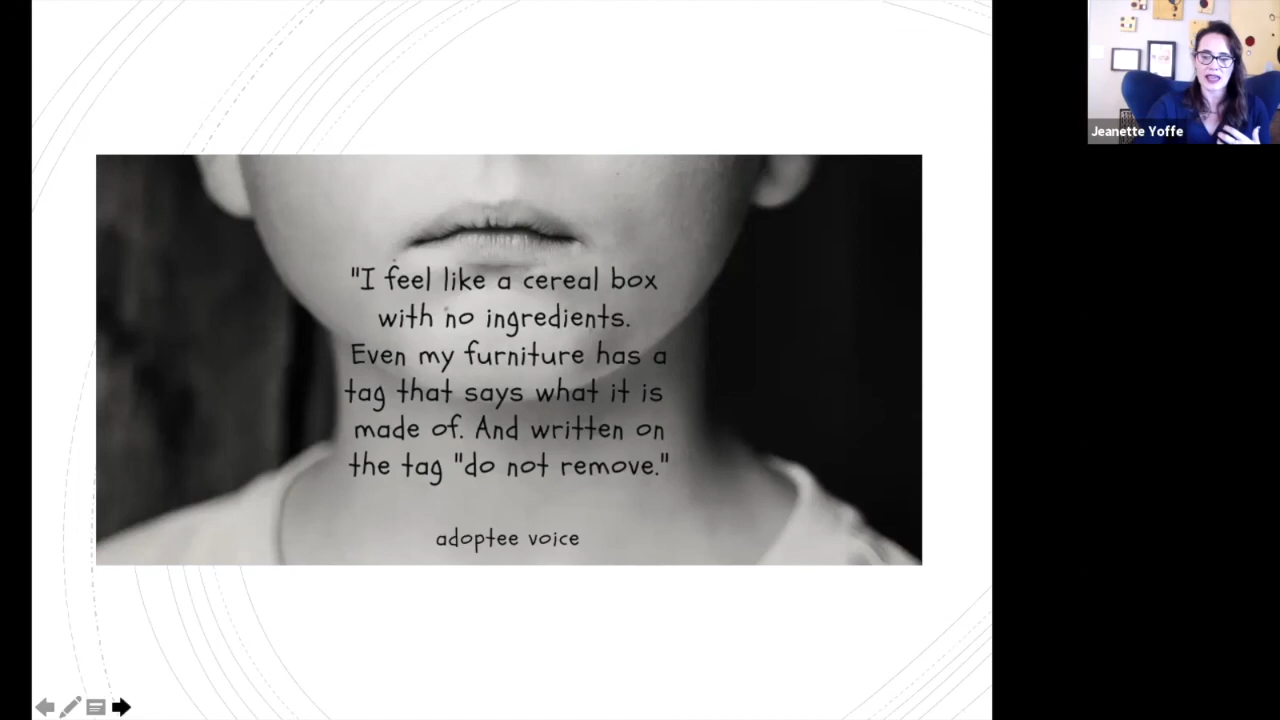 "I feel like a cereal box
with no ingredients.
Even my furniture has a
tag that says what it is
made of. And written on
the tag "do not remove."
adoptee voice
Jeanette Yoffe